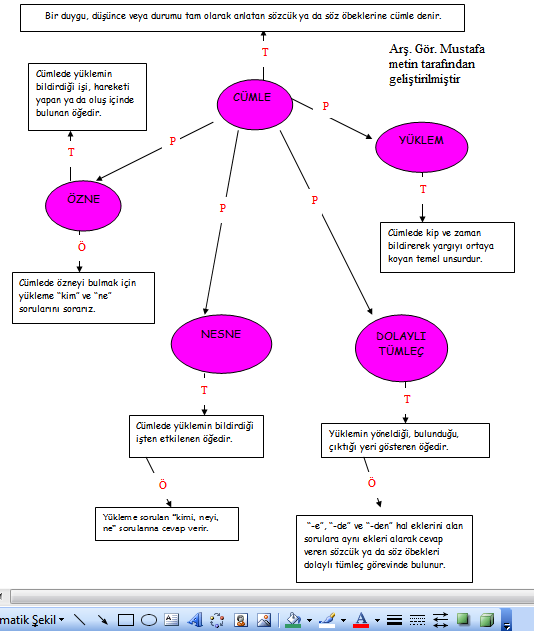 Bir duygu, düşünce veya durumu tam olarak anlatan sözcük ya da söz öbeklerine cümle denir.
T
Arş. Gör. Mustafa
metin tarafından
geliştirilmiştir
Cümlede yüklemin
bildirdiği işi, hareketi
yapan ya da oluş içinde
bulunan öğedir.
CÜMLE
P
T
P
YÜKLEM
ÖZNE
T
P
P
Ö
Cümlede kip ve zaman
bildirerek yargıyı ortaya
koyan temel unsurdur.
Cümlede özneyi bulmak için
yükleme “kim” ve “ne”
sorularını sorarız.
NESNE
DOLAYLI
TÜMLEÇ
T
T
Cümlede yüklemin bildirdiği
işten etkilenen öğedir.
Yüklemin yöneldiği, bulunduğu,
çıktığı yeri gösteren öğedir.
Ö
Ö
Yükleme sorulan “kimi, neyi,
ne” sorularına cevap verir.
“-e”, “-de” ve “-den” hal eklerini alan
sorulara aynı ekleri alarak cevap
veren sözcük ya da söz öbekleri
dolaylı tümleç görevinde bulunur.
matik Şekil